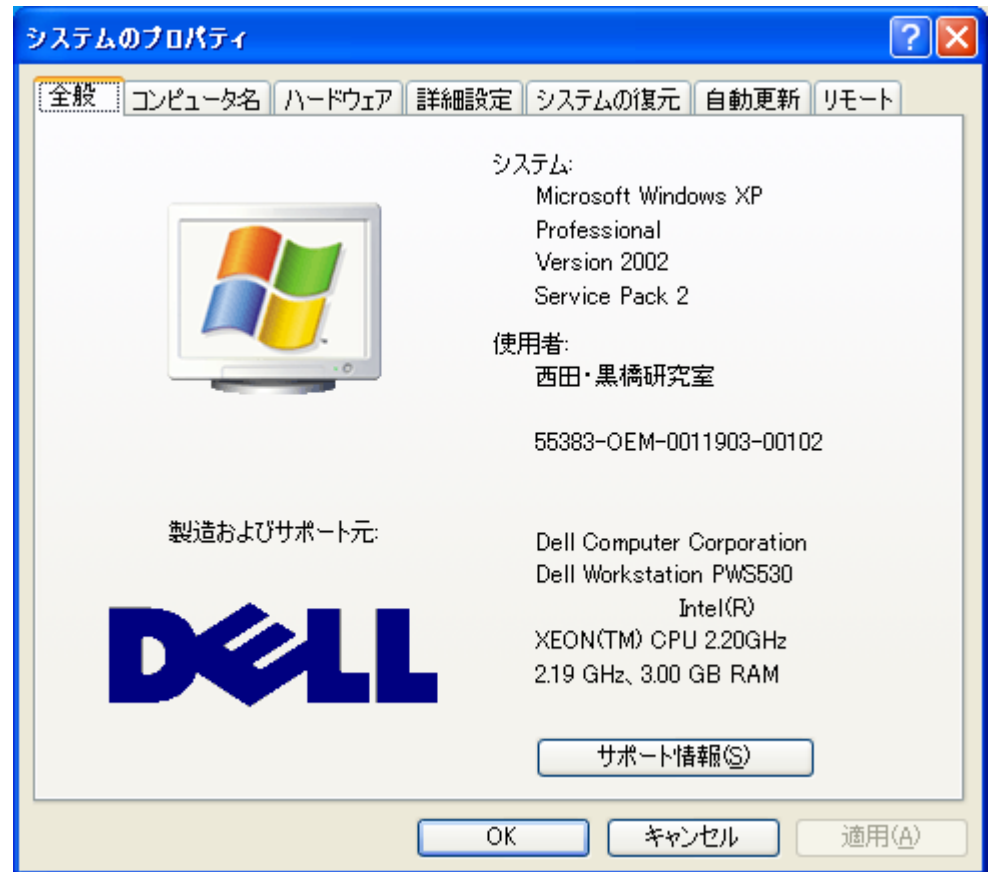 システムのプロパティ
全般 コンピュータ名 ハードウェア 詳細設定 システムの復元 自動更新 リモート
システム:
Microsoft Windows XP
Professional
Version 2002
Service Pack 2
使用者:
西田・黒橋研究室
55383-OEM-0011903-00102
製造およびサポート元:
Dell Computer Corporation
Dell Workstation PWS530
Intel(R)
XEON(TM) CPU 2.20GHz
2.19 GHz、3.00 GB RAM
DELL
サポート情報(S)
OK キャンセル 適用(A)